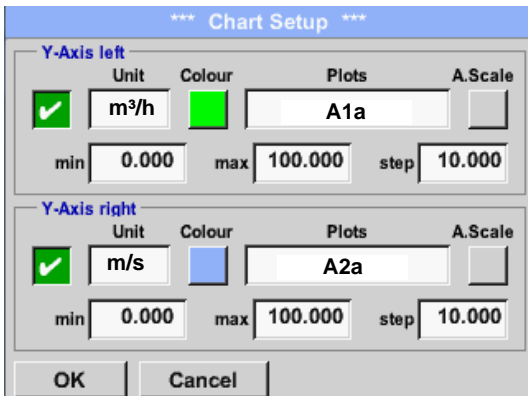 *** Chart Setup ***
Y-Axis left
Unit Colour Plots A.Scale
m³/h A1a
min 0.000 max 100.000 step 10.000
Y-Axis right
Unit Colour Plots A.Scale
m/s A2a
min 0.000 max 100.000 step 10.000
OK Cancel